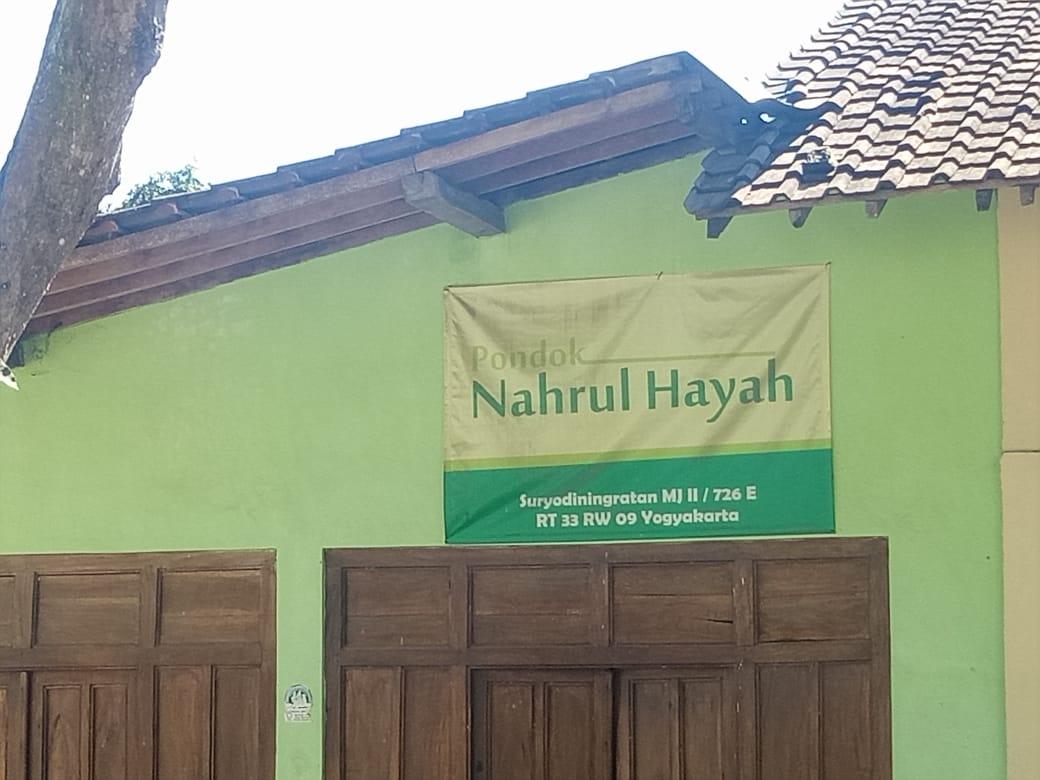 Pondok
Nahrul Hayah
Suryodiningratan MJ II / 726 E
RT 33 RW 09 Yogyakarta